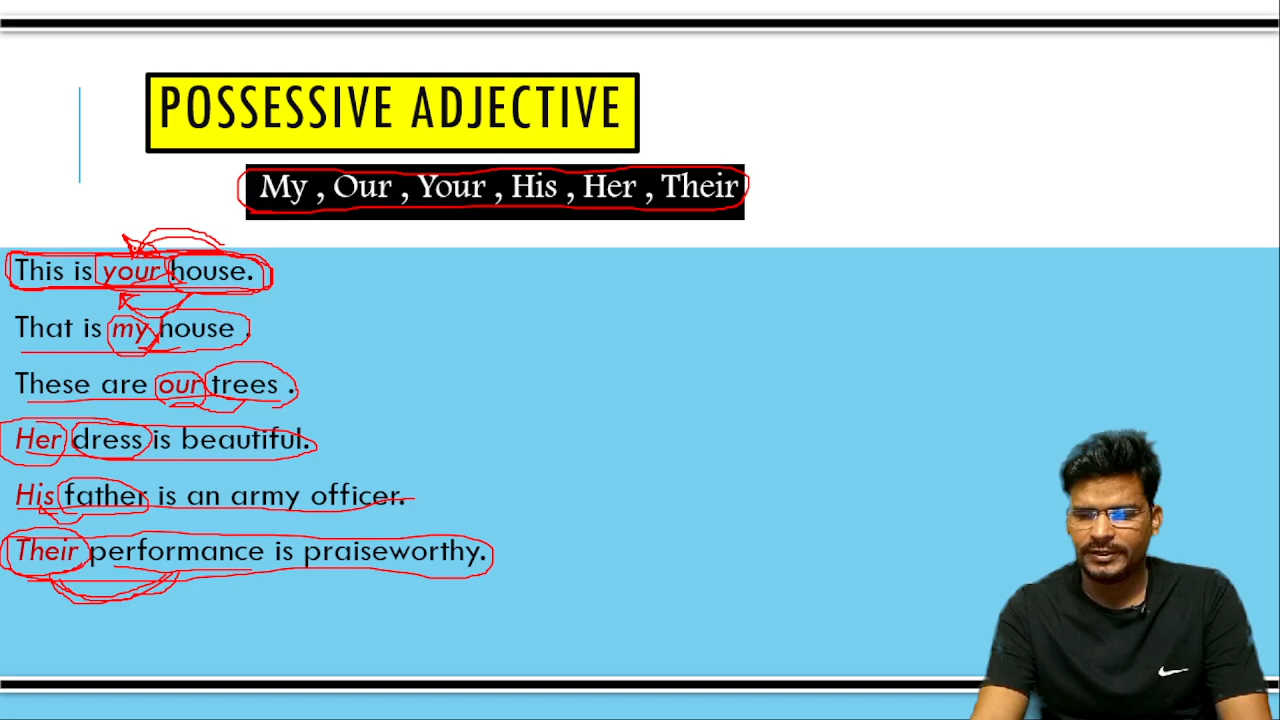 POSSESSIVE ADJECTIVE
My , Our , Your , His , Her , Their
This is your house.
That is my house .
These are our trees .
Her dress is beautiful.
His father is an army officer.
Their performance is praiseworthy.